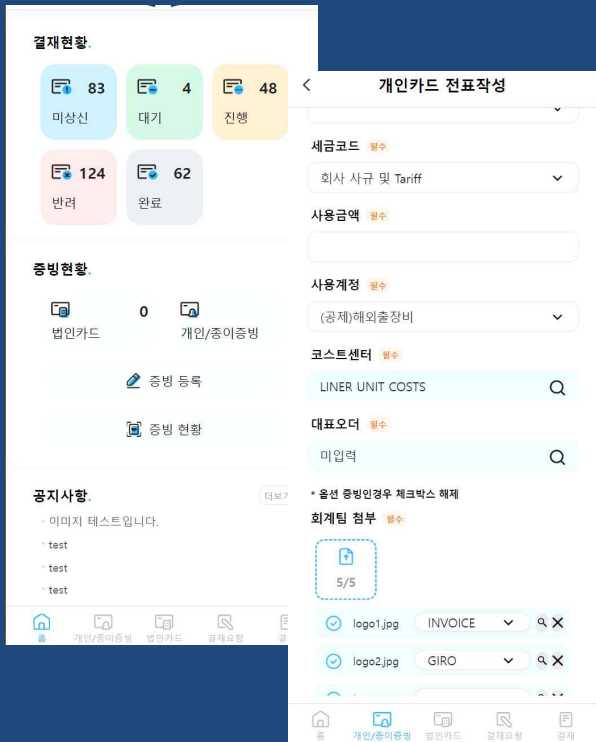 결재현황.
83
미상신
4
대기
48
진행
124
반려
62
완료
증빙현황.
0
법인카드
개인/종이증빙
증빙 등록
증빙 현황
공지사항.
더보기
· 이미지 테스트입니다.
· test
· test
· test
홈
개인/종이증빙
법인카드
결재요청
결
개인카드 전표작성
세금코드 필수
회사 사규 및 Tariff
사용금액 필수
사용계정 필수
(공제)해외출장비
코스트센터 필수
LINER UNIT COSTS
대표오더 필수
미입력
* 옵션 증빙인경우 체크박스 해제
회계팀 첨부 필수
5/5
logo1.jpg INVOICE
logo2.jpg GIRO
홈
개인/종이증빙
법인카드
결재요청
결재